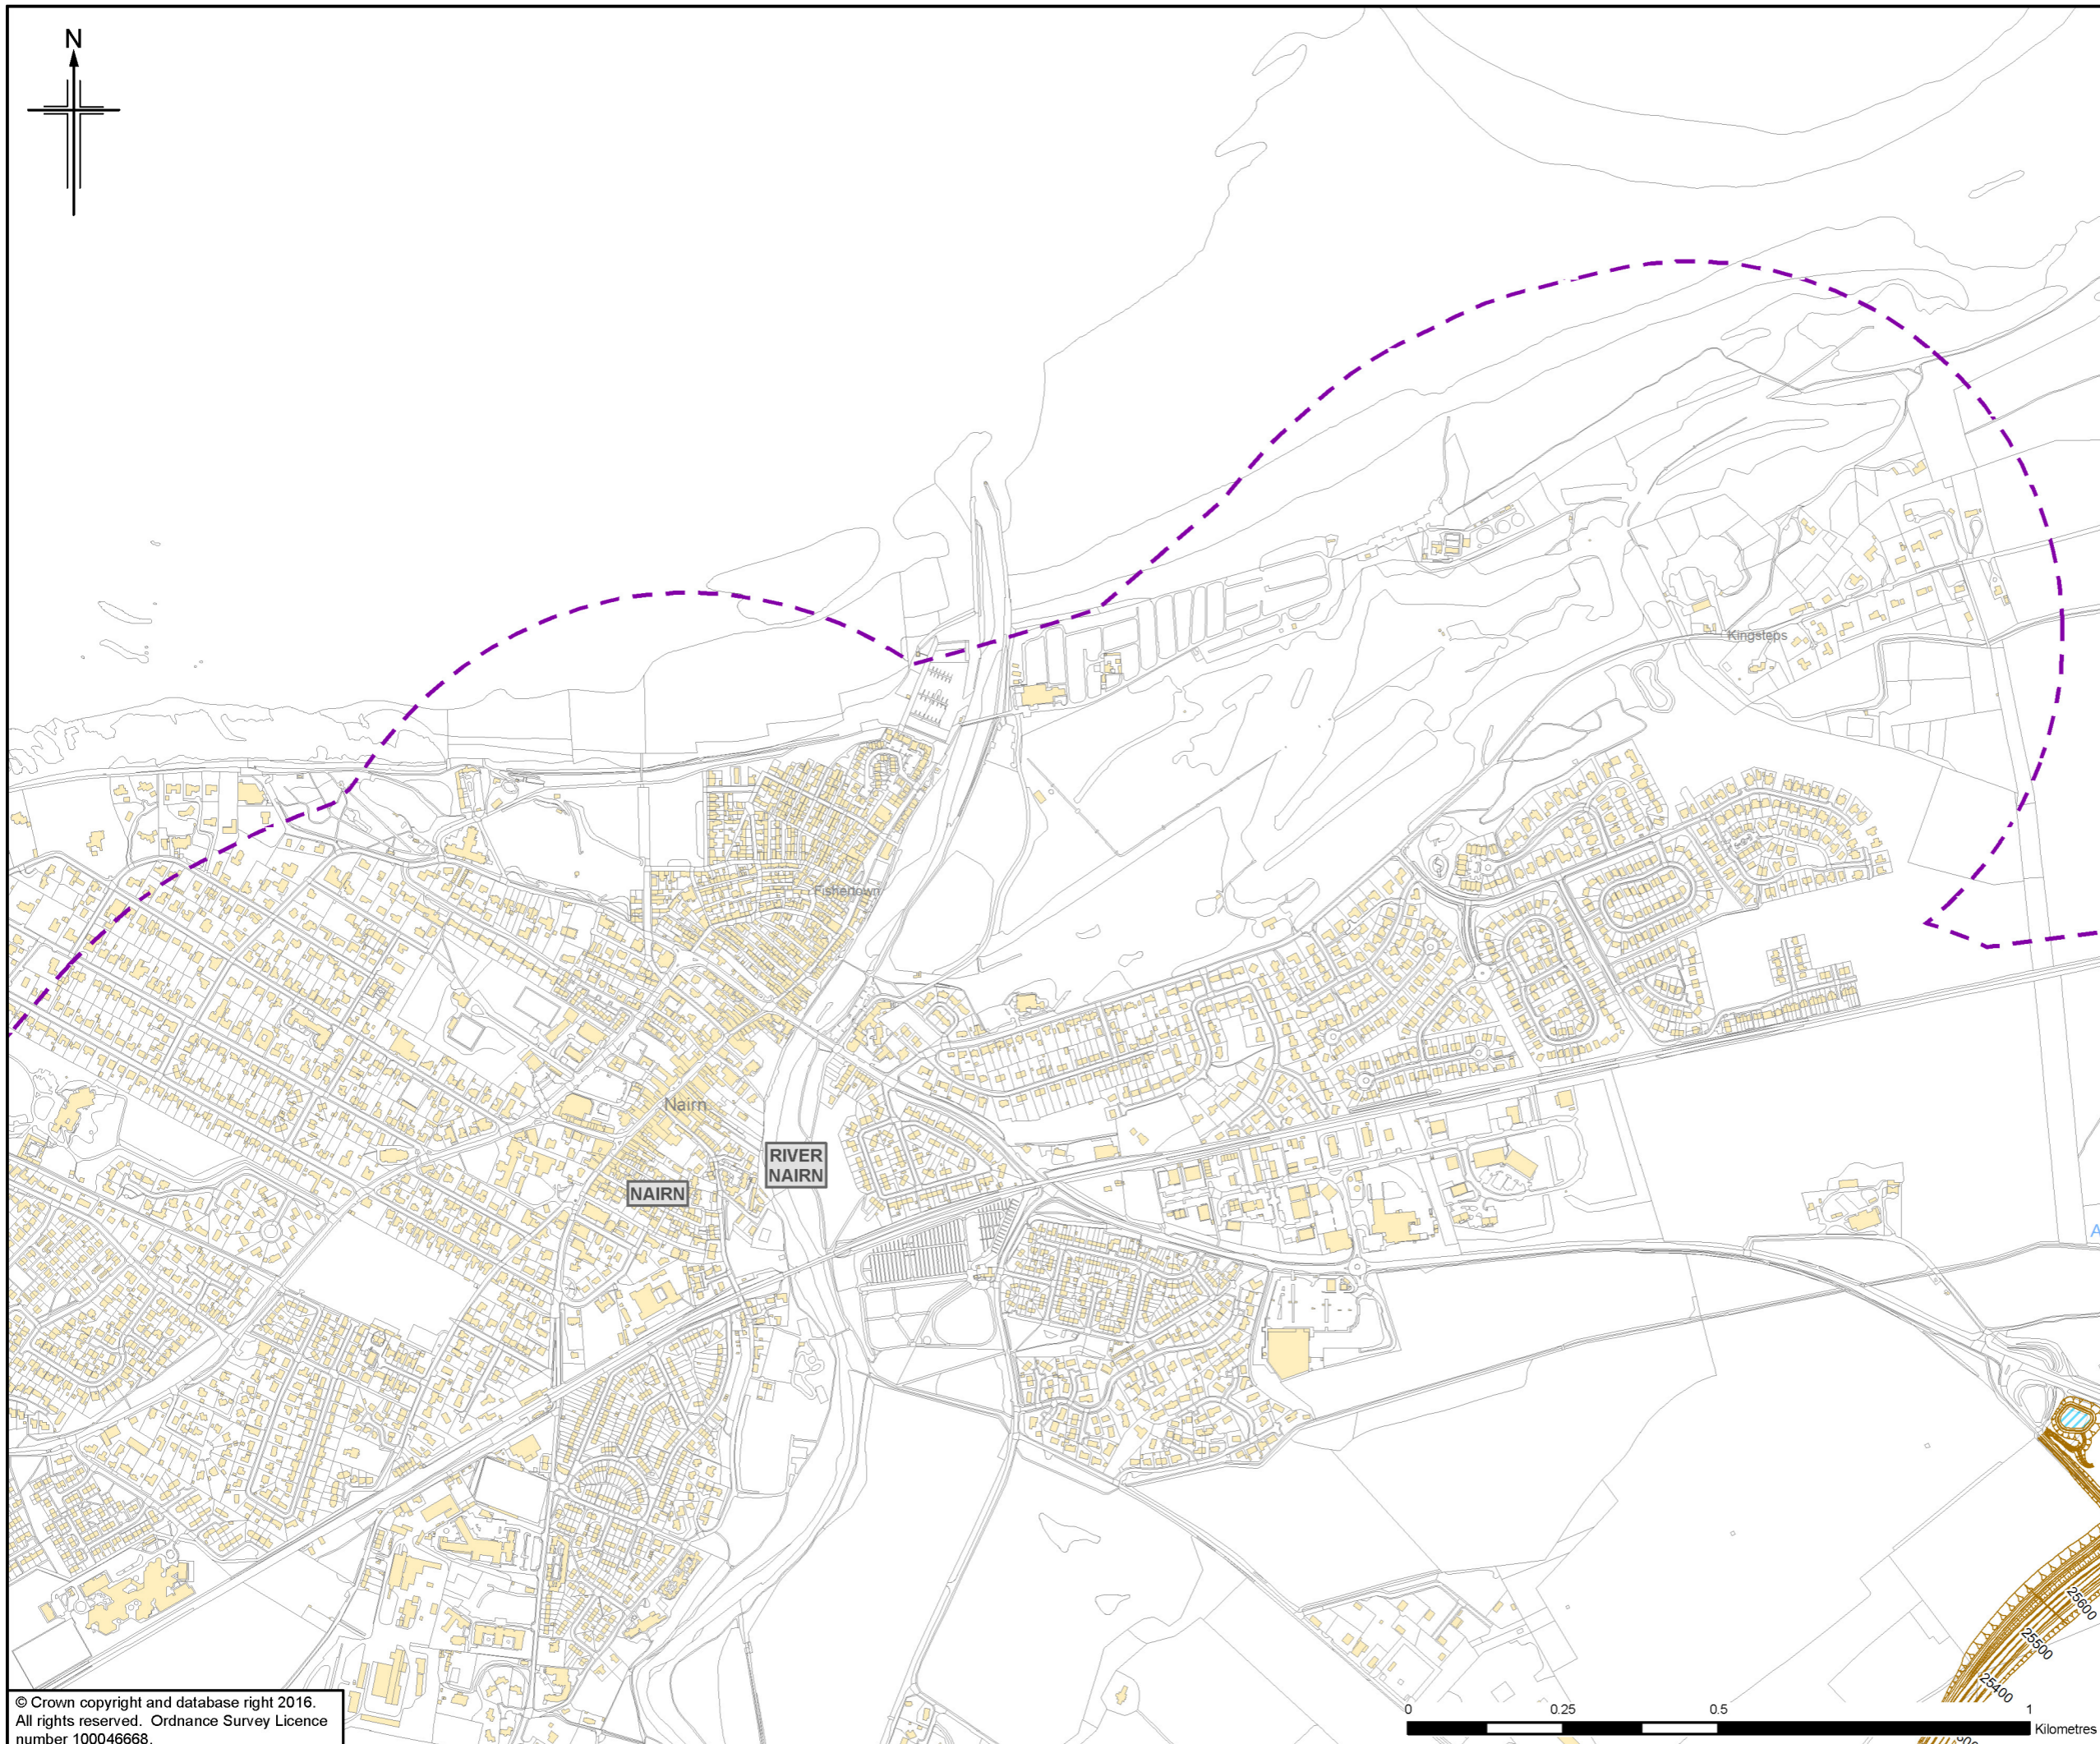 N
Kingsteps
Fishertown
Nairn
RIVER
NAIRN
NAIRN
A
25600
25500
25400
0
0.25
0.5
1
Kilometres
© Crown copyright and database right 2016.
All rights reserved. Ordnance Survey Licence
number 100046668.